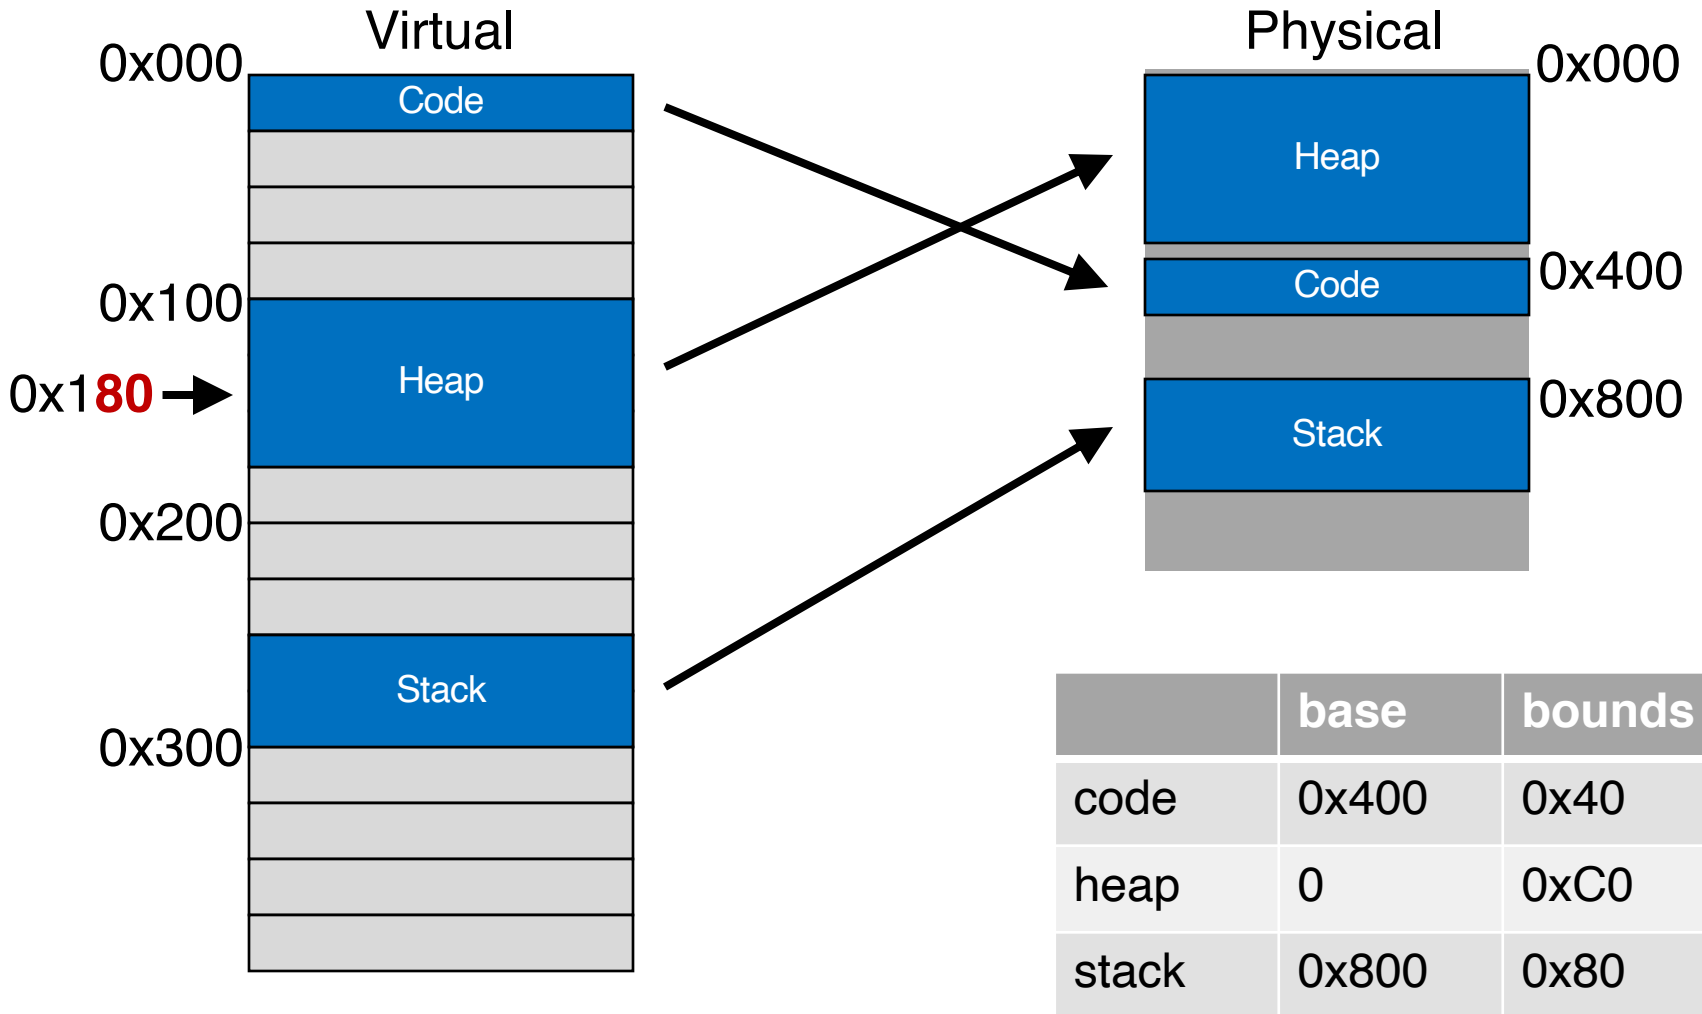 Virtual
Physical
0x000
0x000
Code
Heap
0x400
Code
0x100
Heap
0x180
0x800
Stack
0x200
Stack
0x300
base bounds
code 0x400 0x40
heap 0 0xC0
stack 0x800 0x80